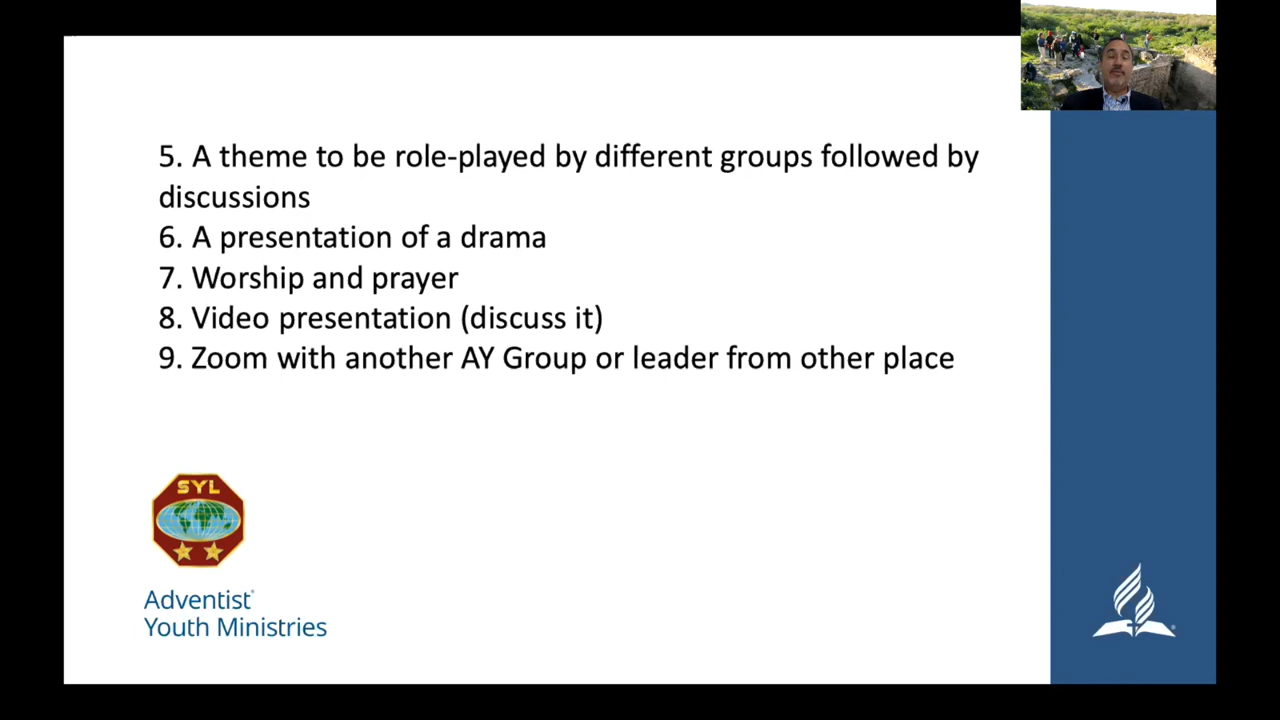 5. A theme to be role-played by different groups followed by
discussions
6. A presentation of a drama
7. Worship and prayer
8. Video presentation (discuss it)
9. Zoom with another AY Group or leader from other place
SYL
Adventist®
Youth Ministries